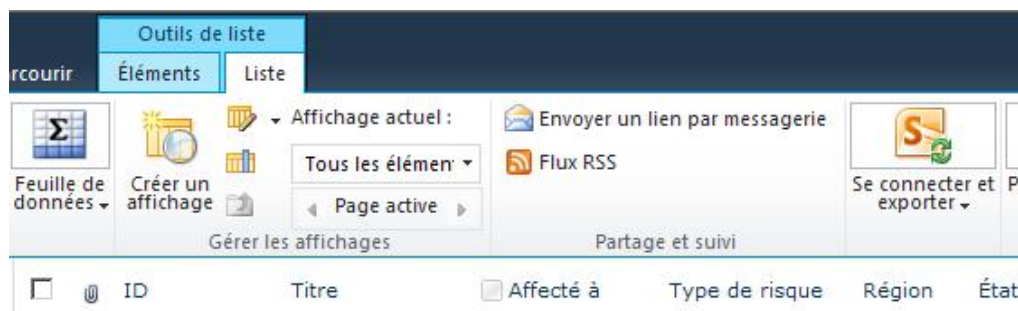 Outils de liste
rcourir Éléments Liste
Affichage actuel :
Envoyer un lien par messagerie
Tous les élémen
Flux RSS
Feuille de données
Créer un affichage
Page active
Se connecter et exporter
P
Gérer les affichages
Partage et suivi
ID Titre Affecté à Type de risque Région État